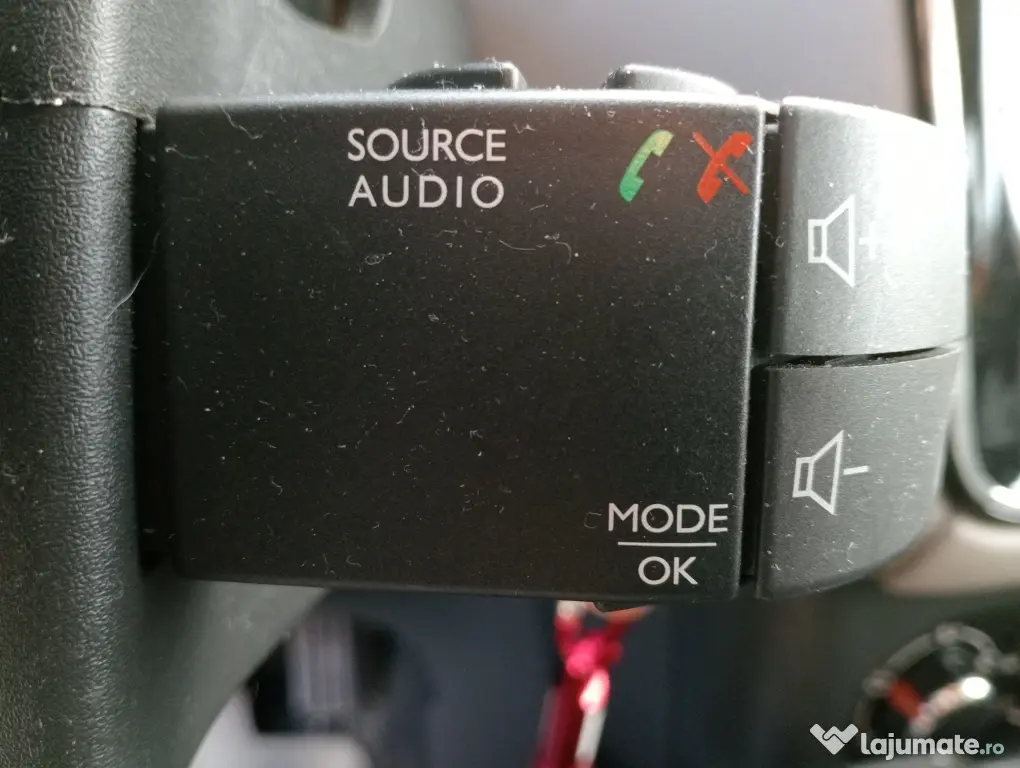 SOURCE
AUDIO
+
-
MODE
OK
lajumate.ro